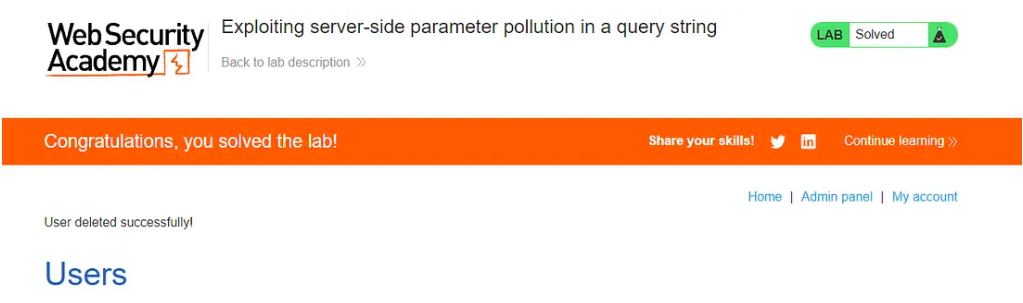 Web Security Academy
Exploiting server-side parameter pollution in a query string
Back to lab description
LAB Solved
Congratulations, you solved the lab!
Share your skills! Continue learning
Home | Admin panel | My account
User deleted successfully!
Users